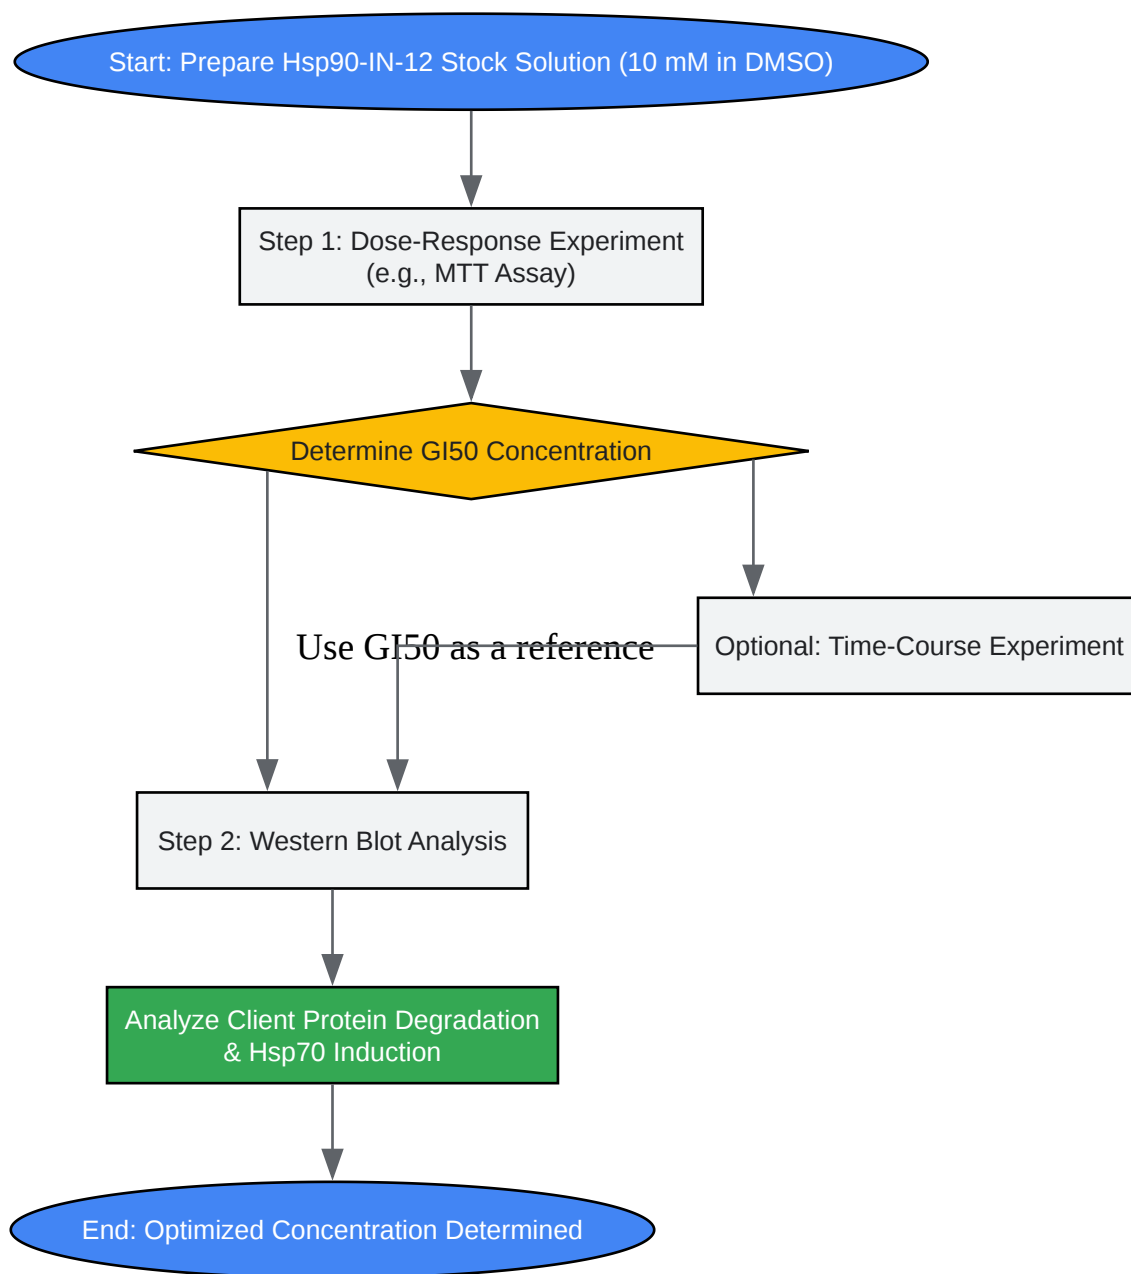 Start: Prepare Hsp90-IN-12 Stock Solution (10 mM in DMSO)
Step 1: Dose-Response Experiment
(e.g., MTT Assay)
Determine GI50 Concentration
Use GI50 as a reference
Optional: Time-Course Experiment
Step 2: Western Blot Analysis
Analyze Client Protein Degradation
& Hsp70 Induction
End: Optimized Concentration Determined